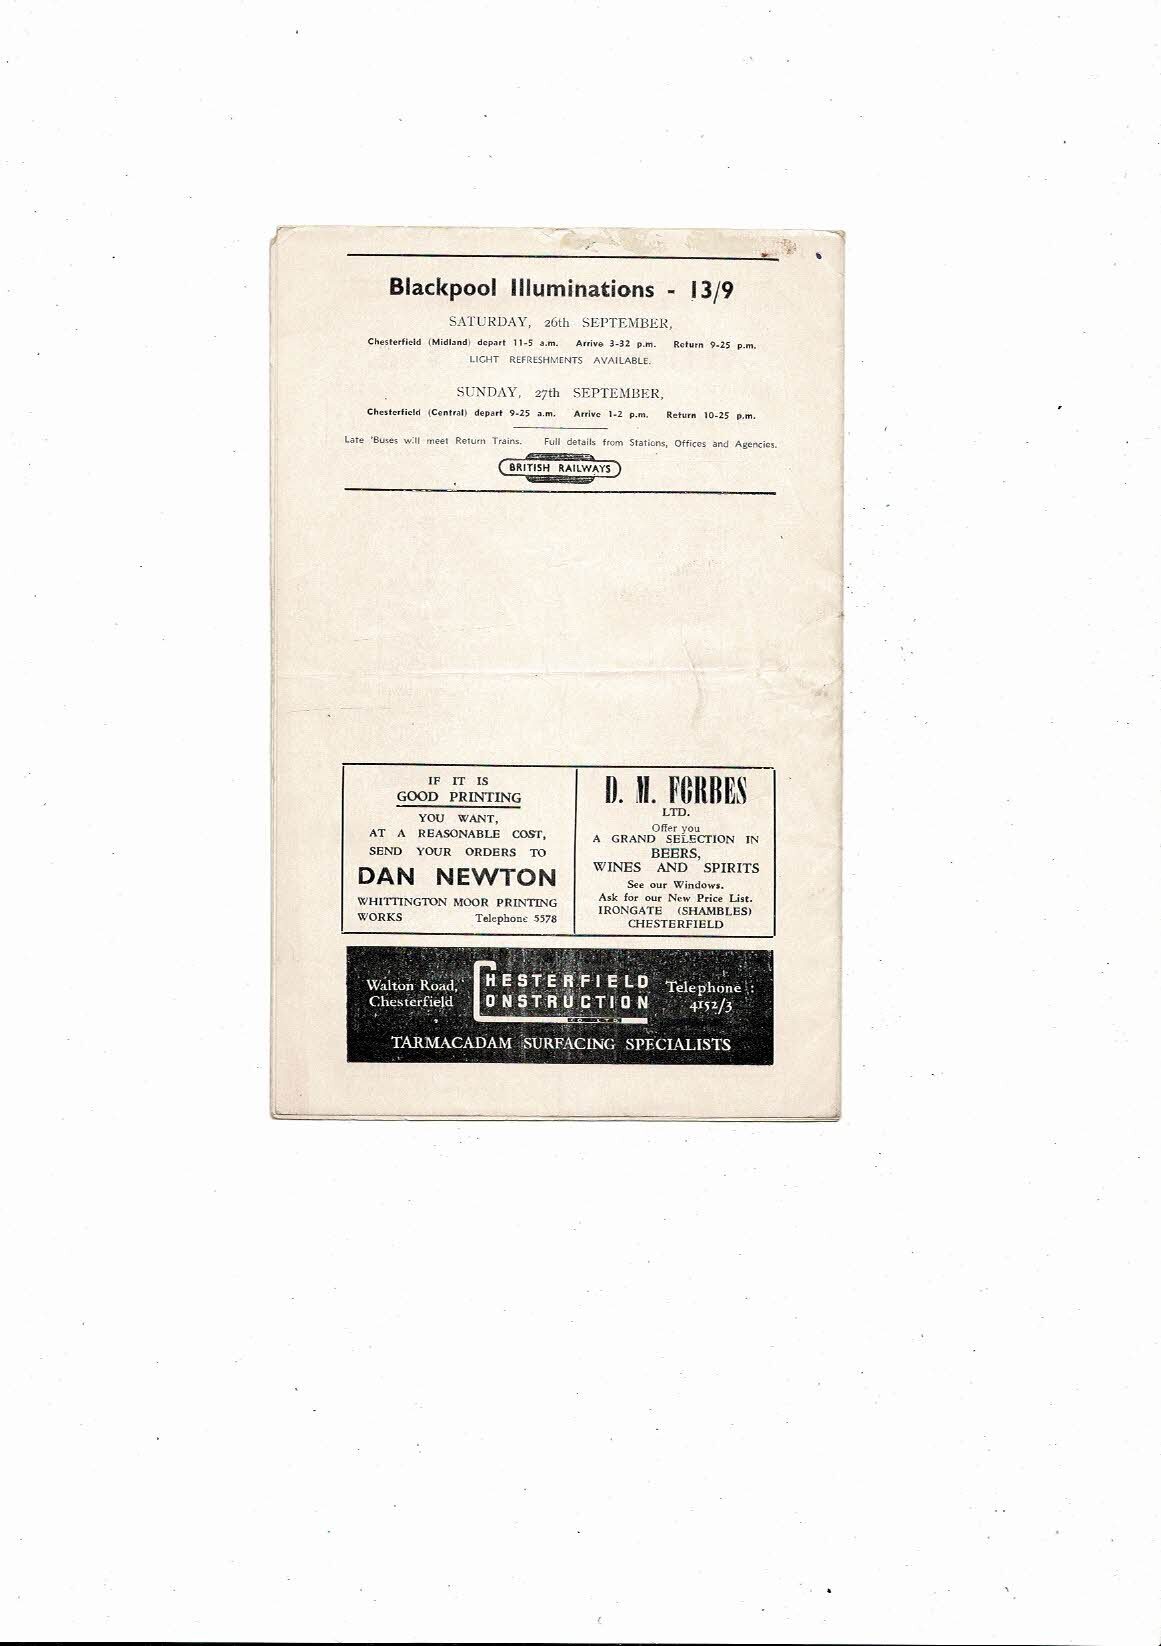 Blackpool Illuminations - 13/9
SATURDAY, 26th SEPTEMBER,
Chesterfield (Midland) depart 11-5 a.m. Arrive 3-32 p.m. Return 9-25 p.m.
LIGHT REFRESHMENTS AVAILABLE.
SUNDAY, 27th SEPTEMBER,
Chesterfield (Central) depart 9-25 a.m. Arrive 1-2 p.m. Return 10-25 p.m.
Late 'Buses will meet Return Trains. Full details from Stations, Offices and Agencies.
BRITISH RAILWAYS
IF IT IS
GOOD PRINTING
YOU WANT,
AT A REASONABLE COST,
SEND YOUR ORDERS TO
DAN NEWTON
WHITTINGTON MOOR PRINTING
WORKS Telephone 5578
D. M. FORBES
LTD.
Offer you
A GRAND SELECTION IN
BEERS,
WINES AND SPIRITS
See our Windows.
Ask for our New Price List.
IRONGATE (SHAMBLES)
CHESTERFIELD
Walton Road,
Chesterfield
CHESTERFIELD
CONSTRUCTION
CO LTD
Telephone :
4152/3
TARMACADAM SURFACING SPECIALISTS